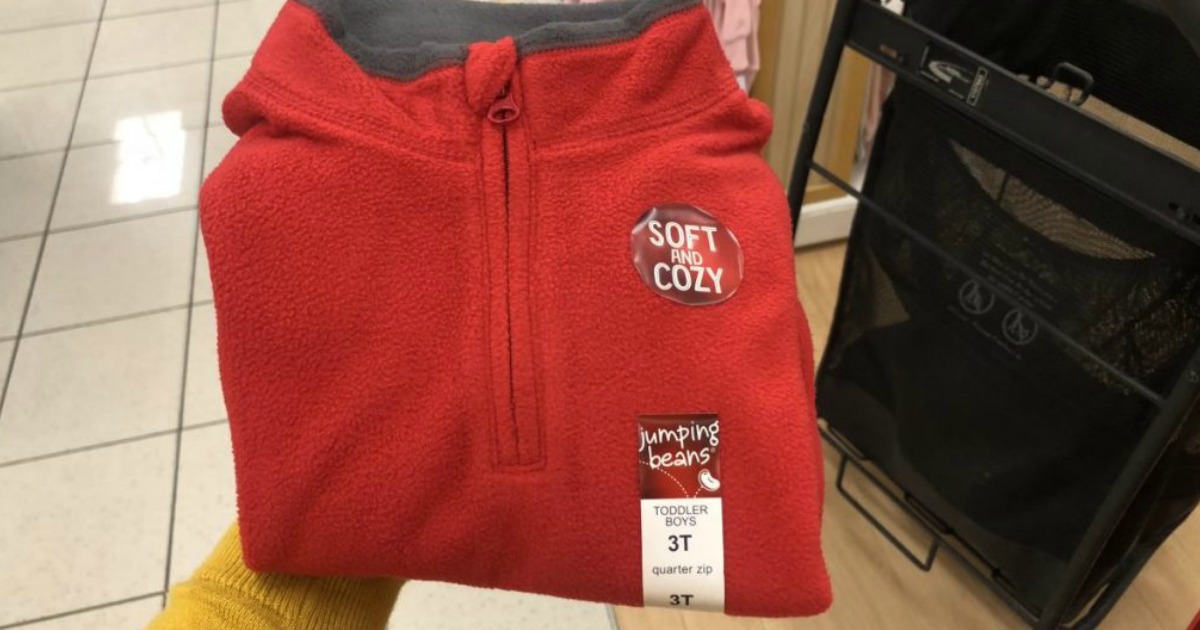 SOFT
AND
COZY
jumping
beans®
TODDLER
BOYS
3T
quarter zip
3T